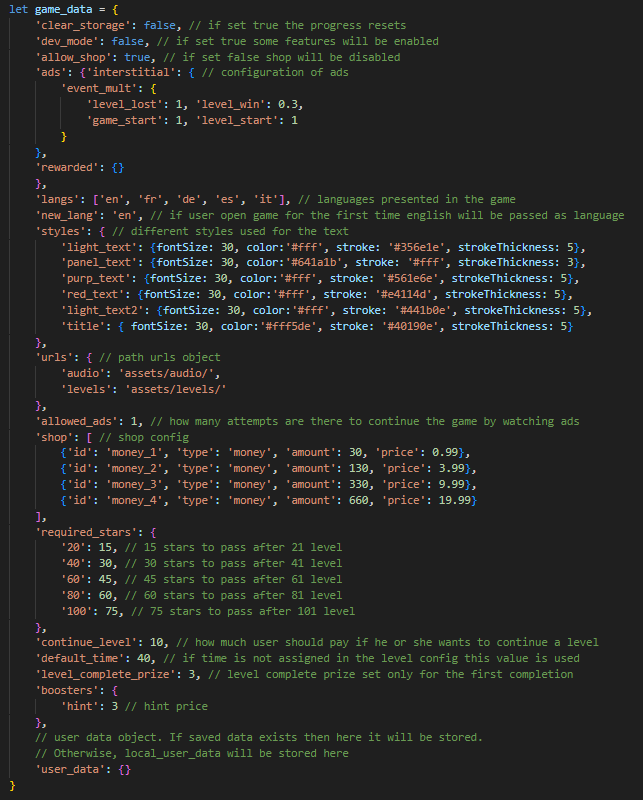 let game_data = {
    'clear_storage': false, // if set true the progress resets
    'dev_mode': false, // if set true some features will be enabled
    'allow_shop': true, // if set false shop will be disabled
    'ads': {'interstitial': { // configuration of ads
        'event_mult': {
            'level_lost': 1, 'level_win': 0.3,
            'game_start': 1, 'level_start': 1
        }
    },
    'rewarded': {}
    },
    'langs': ['en', 'fr', 'de', 'es', 'it'], // languages presented in the game
    'new_lang': 'en', // if user open game for the first time english will be passed as language
    'styles': { // different styles used for the text
        'light_text': {fontSize: 30, color:'#fff', stroke: '#356e1e', strokeThickness: 5},
        'panel_text': {fontSize: 30, color:'#641a1b', stroke: '#fff', strokeThickness: 3},
        'purp_text': {fontSize: 30, color:'#fff', stroke: '#561e6e', strokeThickness: 5},
        'red_text': {fontSize: 30, color:'#fff', stroke: '#e4114d', strokeThickness: 5},
        'light_text2': {fontSize: 30, color:'#fff', stroke: '#441b0e', strokeThickness: 5},
        'title': { fontSize: 30, color:'#fff5de', stroke: '#40190e', strokeThickness: 5}
    },
    'urls': { // path urls object
        'audio': 'assets/audio/',
        'levels': 'assets/levels/'
    },
    'allowed_ads': 1, // how many attempts are there to continue the game by watching ads
    'shop': [ // shop config
        {'id': 'money_1', 'type': 'money', 'amount': 30, 'price': 0.99},
        {'id': 'money_2', 'type': 'money', 'amount': 130, 'price': 3.99},
        {'id': 'money_3', 'type': 'money', 'amount': 330, 'price': 9.99},
        {'id': 'money_4', 'type': 'money', 'amount': 660, 'price': 19.99}
    ],
    'required_stars': {
        '20': 15, // 15 stars to pass after 21 level
        '40': 30, // 30 stars to pass after 41 level
        '60': 45, // 45 stars to pass after 61 level
        '80': 60, // 60 stars to pass after 81 level
        '100': 75, // 75 stars to pass after 101 level
    },
    'continue_level': 10, // how much user should pay if he or she wants to continue a level
    'default_time': 40, // if time is not assigned in the level config this value is used
    'level_complete_prize': 3, // level complete prize set only for the first completion
    'boosters': {
        'hint': 3 // hint price
    },
    // user data object. If saved data exists then here it will be stored.
    // Otherwise, local_user_data will be stored here
    'user_data': {}
}